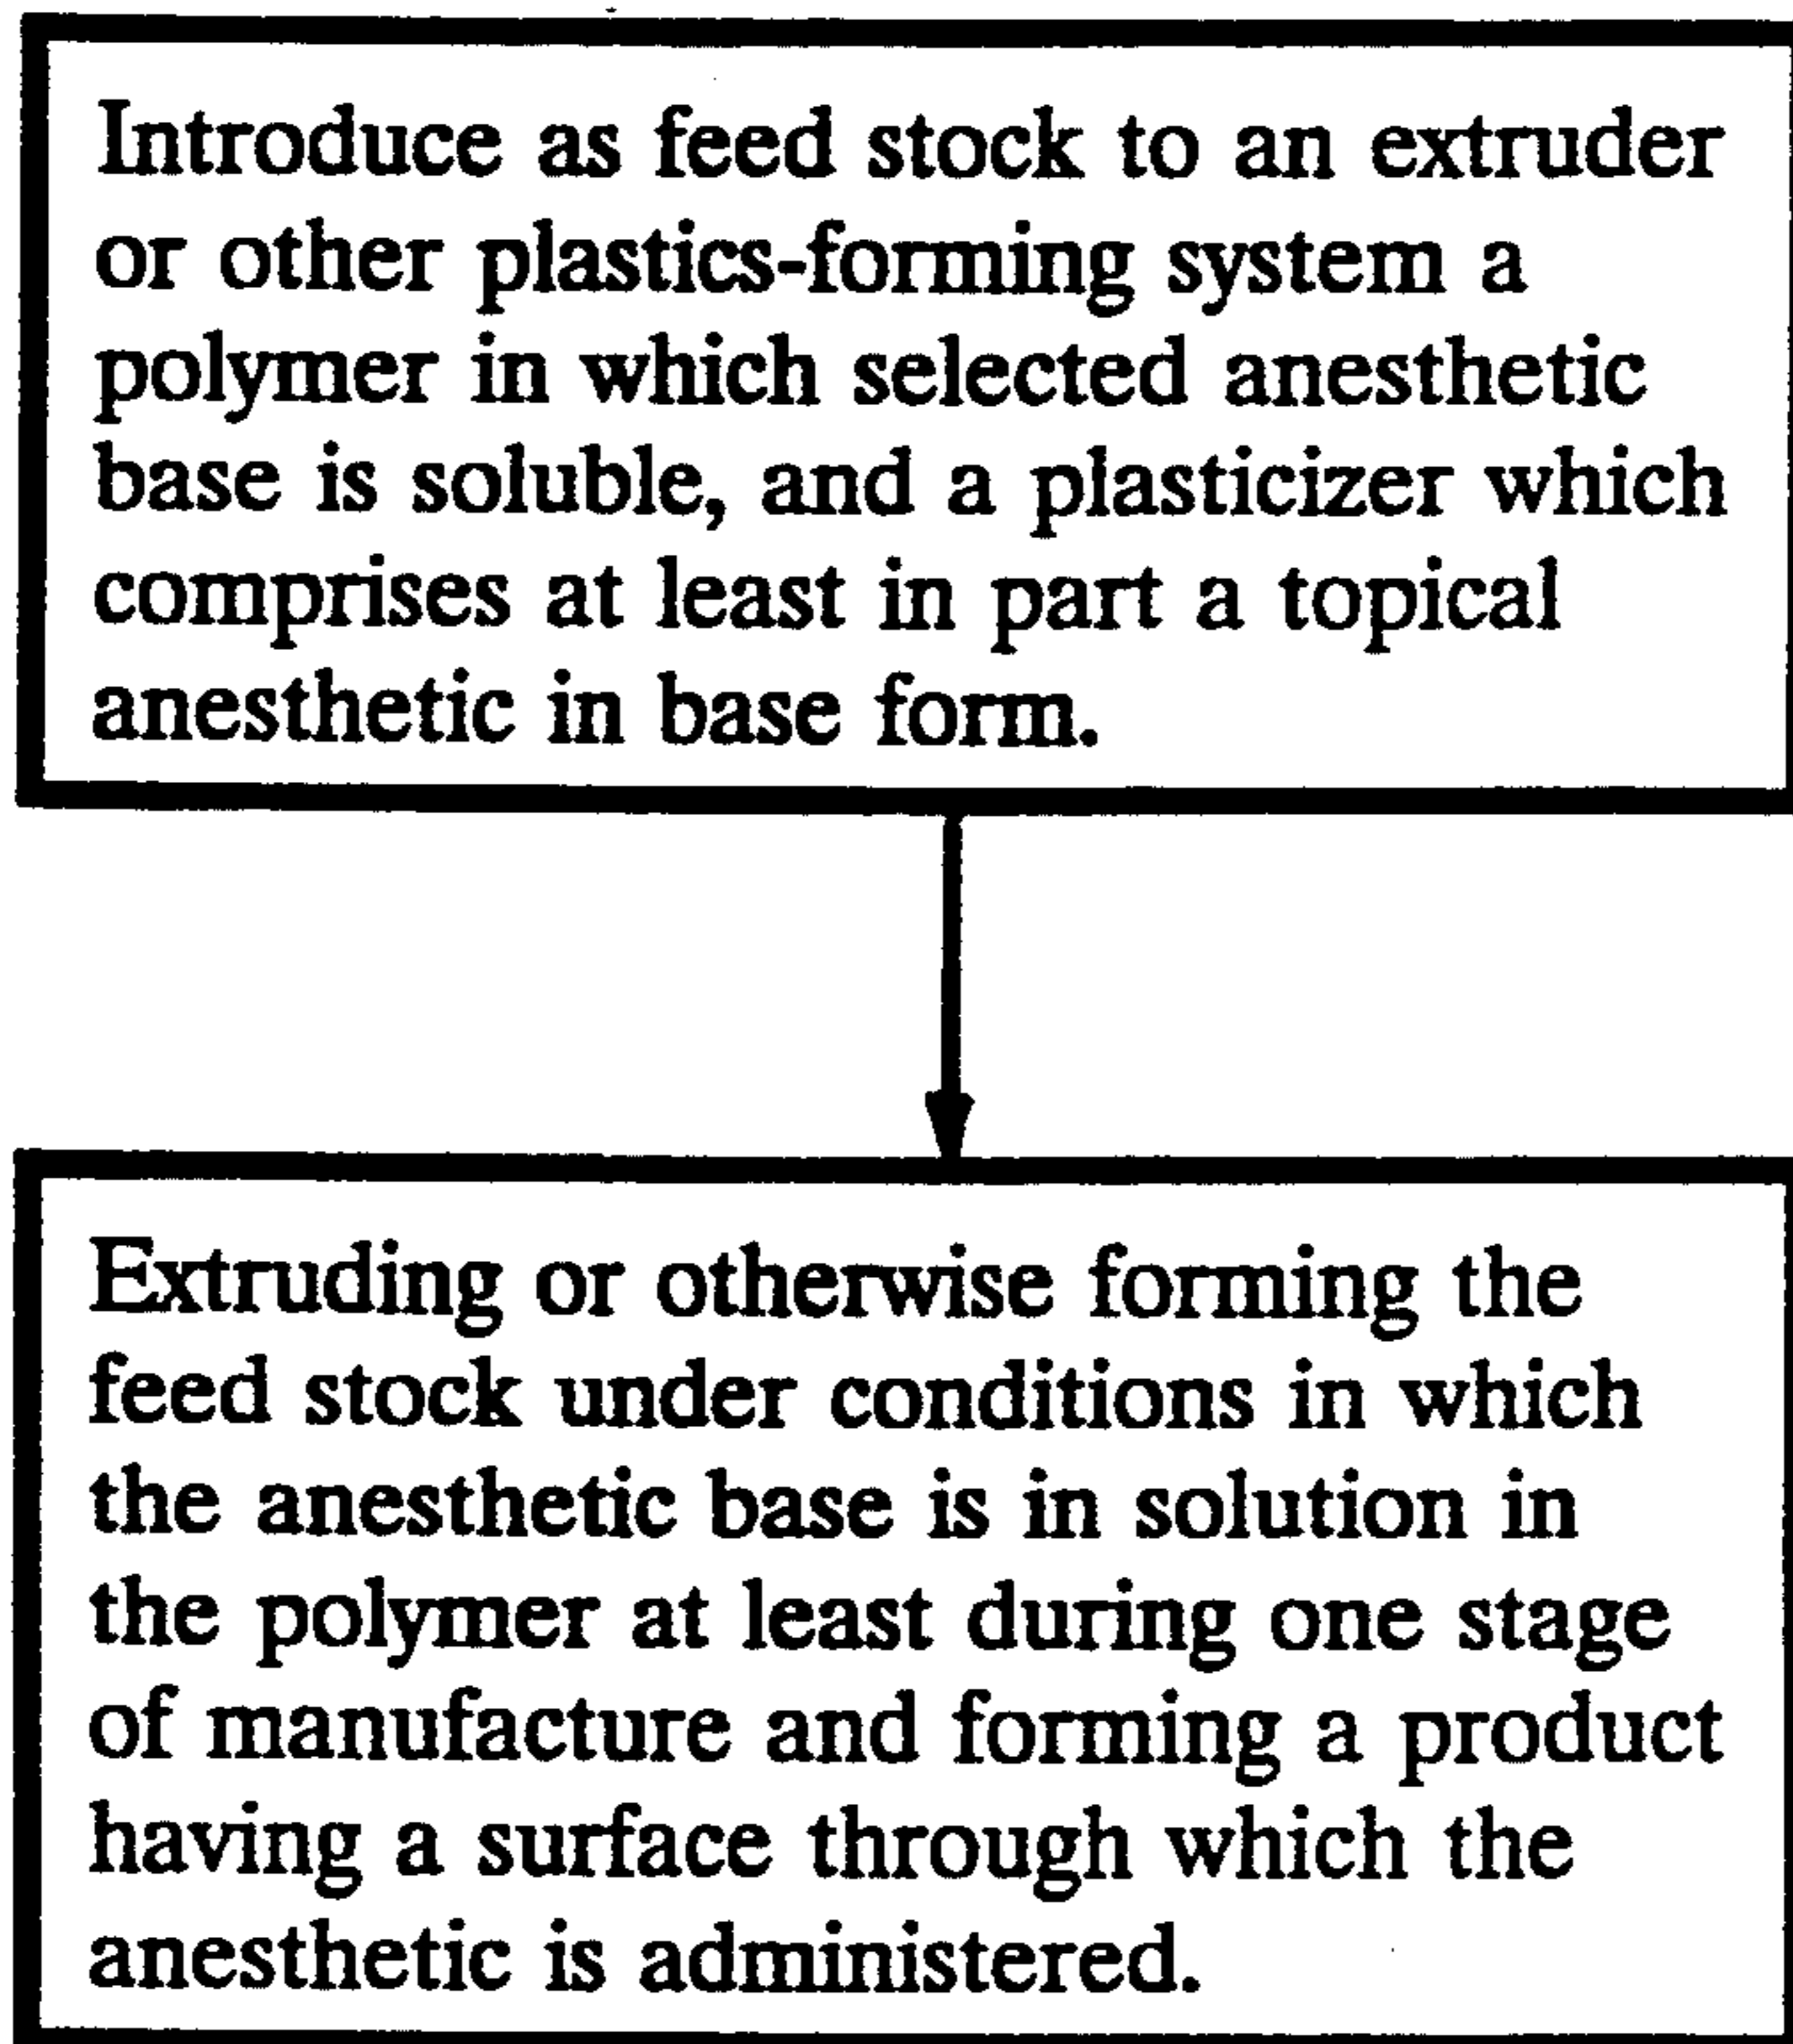 Introduce as feed stock to an extruder
or other plastics-forming system a
polymer in which selected anesthetic
base is soluble, and a plasticizer which
comprises at least in part a topical
anesthetic in base form.
Extruding or otherwise forming the
feed stock under conditions in which
the anesthetic base is in solution in
the polymer at least during one stage
of manufacture and forming a product
having a surface through which the
anesthetic is administered.